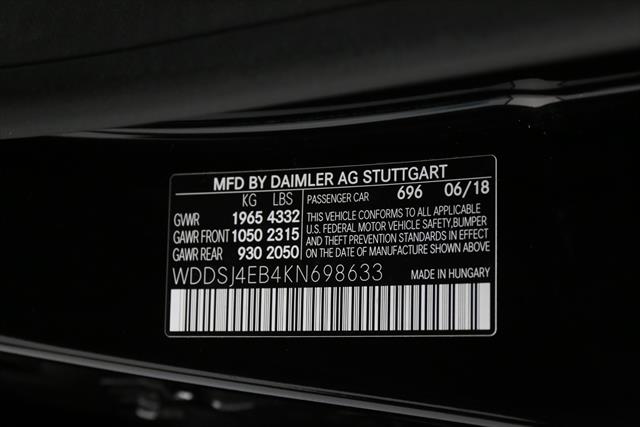 MFD BY DAIMLER AG STUTTGART
KG LBS PASSENGER CAR 696 06/18
GVWR 1965 4332
GAWR FRONT 1050 2315
GAWR REAR 930 2050
THIS VEHICLE CONFORMS TO ALL APPLICABLE
U.S. FEDERAL MOTOR VEHICLE SAFETY,BUMPER
AND THEFT PREVENTION STANDARDS IN EFFECT
ON THE DATE OF MANUFACTURE SHOWN ABOVE
WDDSJ4EB4KN698633 MADE IN HUNGARY